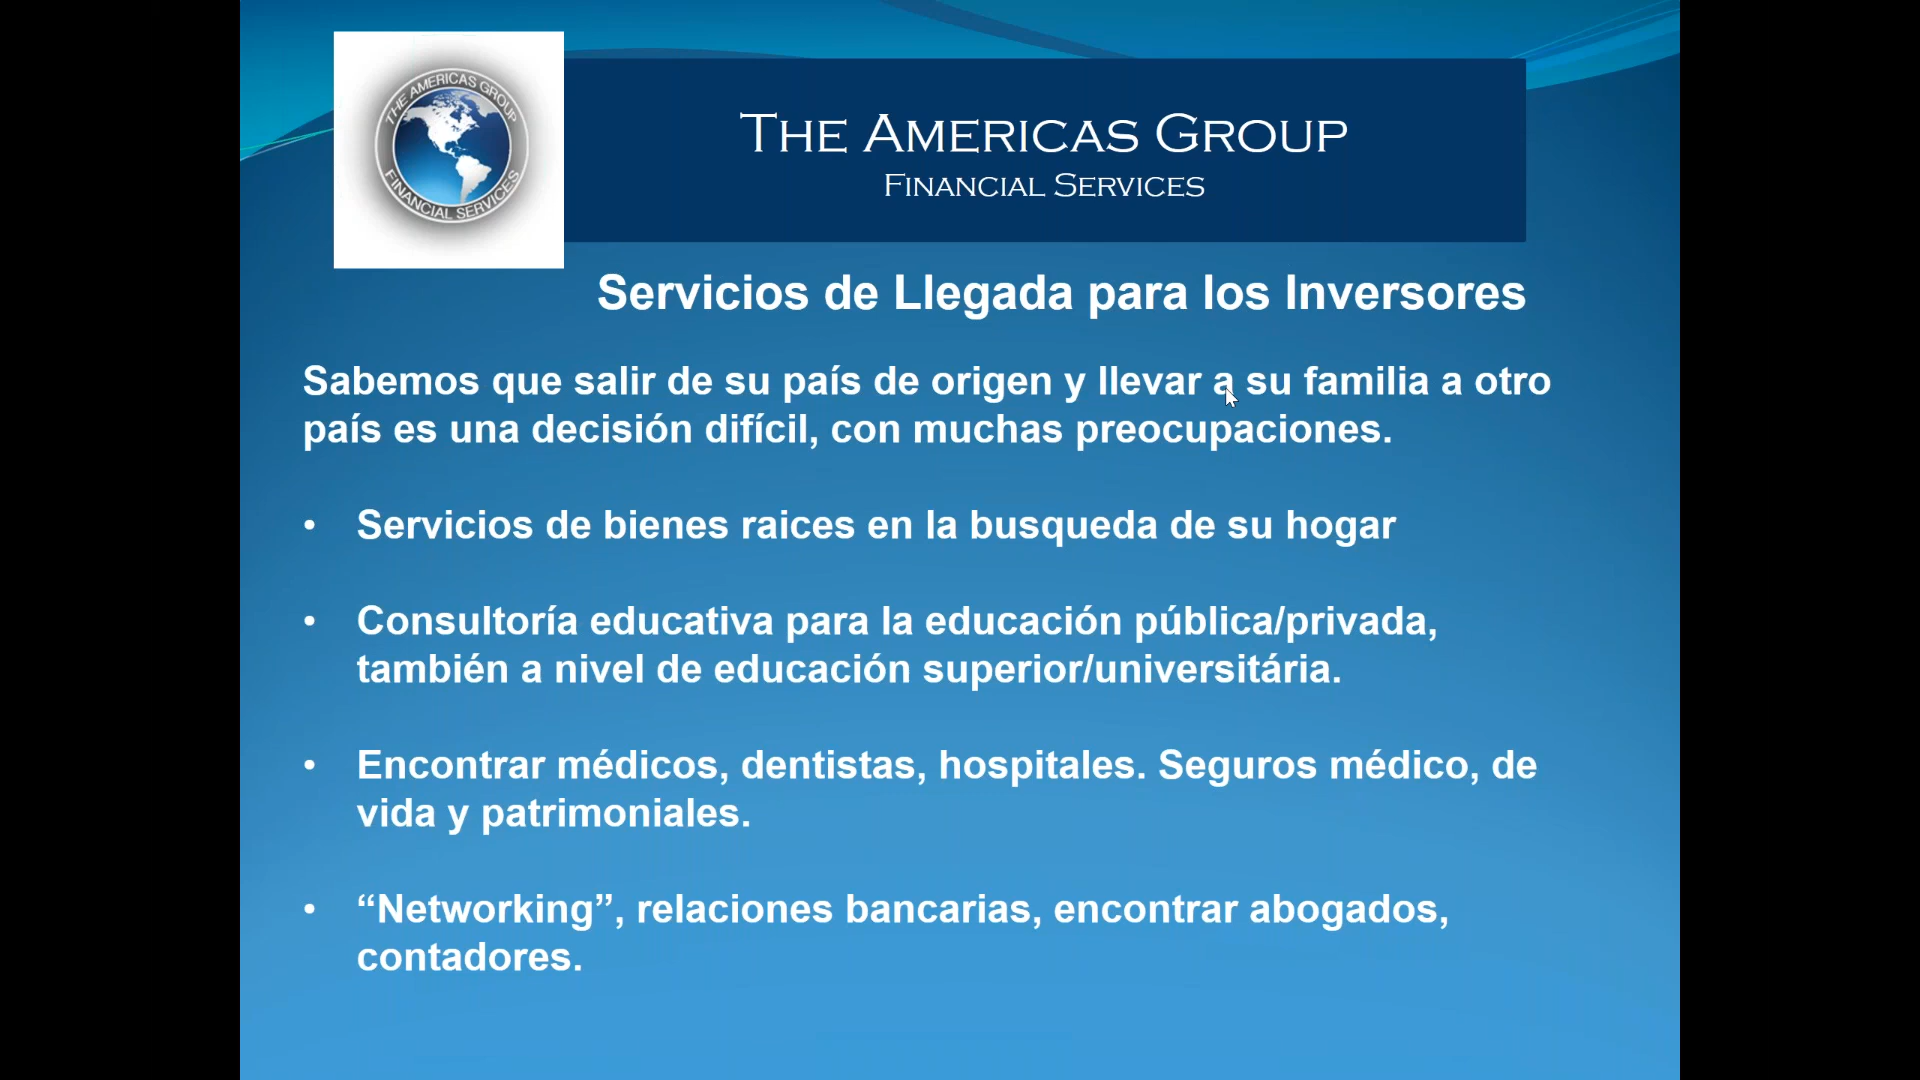 THE AMERICAS GROUP
FINANCIAL SERVICES
THE AMERICAS GROUP
FINANCIAL SERVICES
Servicios de Llegada para los Inversores
Sabemos que salir de su país de origen y llevar a su familia a otro
país es una decisión difícil, con muchas preocupaciones.
• Servicios de bienes raices en la busqueda de su hogar
• Consultoría educativa para la educación pública/privada,
también a nivel de educación superior/universitária.
• Encontrar médicos, dentistas, hospitales. Seguros médico, de
vida y patrimoniales.
• “Networking”, relaciones bancarias, encontrar abogados,
contadores.